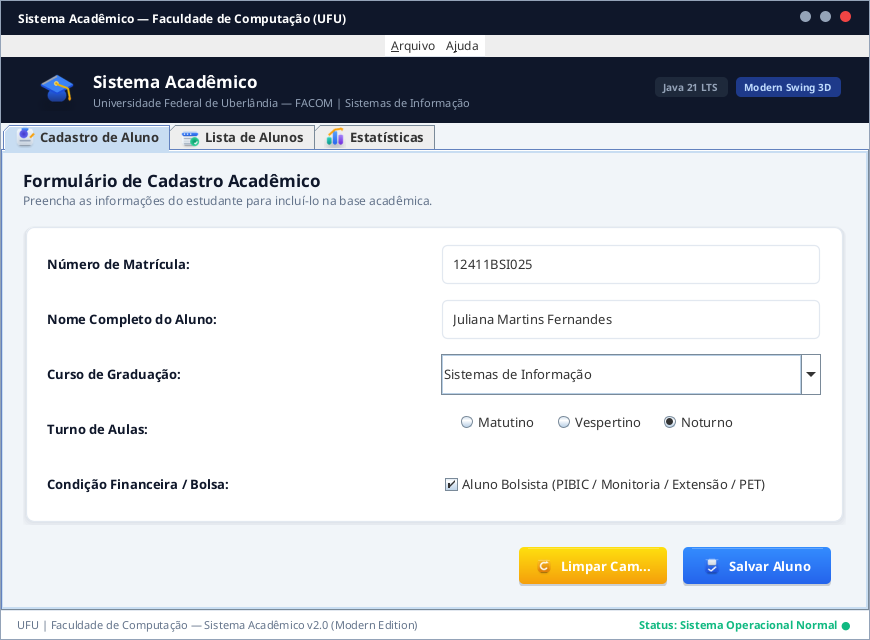 Sistema Acadêmico — Faculdade de Computação (UFU)
Arquivo Ajuda
Sistema Acadêmico
Universidade Federal de Uberlândia — FACOM | Sistemas de Informação
Java 21 LTS
Modern Swing 3D
Cadastro de Aluno
Lista de Alunos
Estatísticas
Formulário de Cadastro Acadêmico
Preencha as informações do estudante para incluí-lo na base acadêmica.
Número de Matrícula:
12411BSI025
Nome Completo do Aluno:
Juliana Martins Fernandes
Curso de Graduação:
Sistemas de Informação
Turno de Aulas:
Matutino
Vespertino
Noturno
Condição Financeira / Bolsa:
Aluno Bolsista (PIBIC / Monitoria / Extensão / PET)
Limpar Cam...
Salvar Aluno
UFU | Faculdade de Computação — Sistema Acadêmico v2.0 (Modern Edition)
Status: Sistema Operacional Normal ●